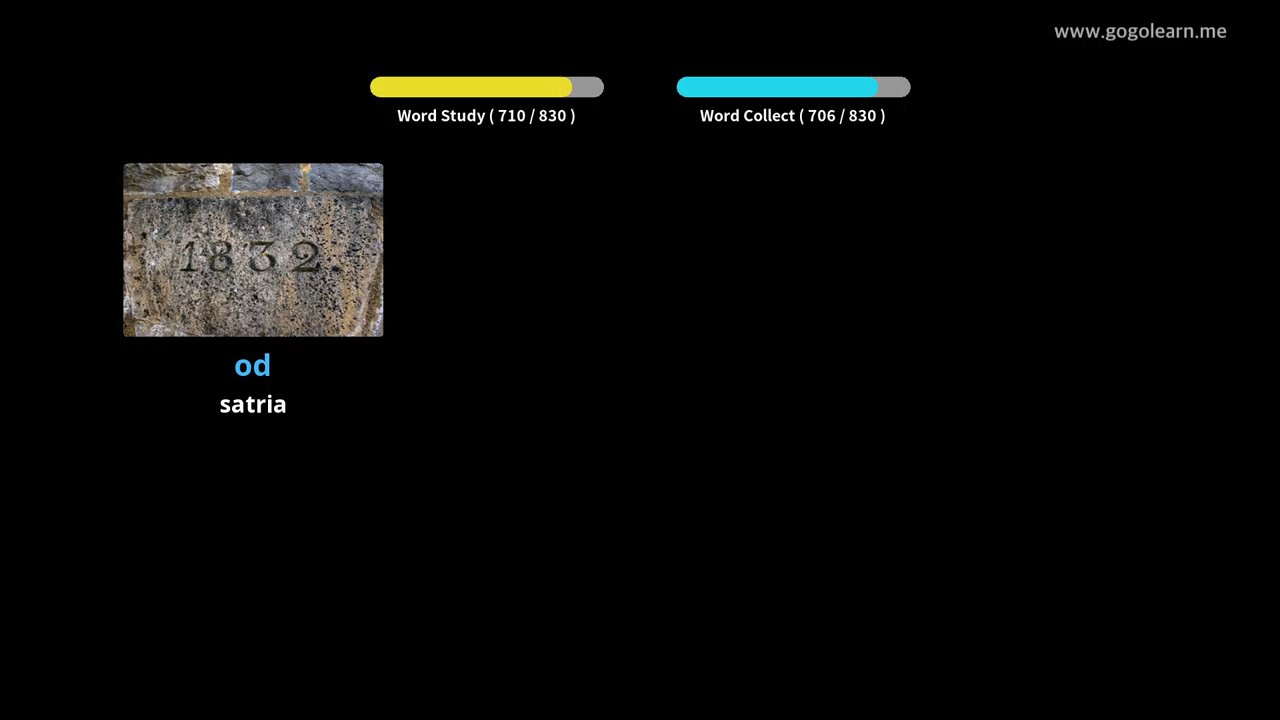 www.gogolearn.me
Word Study ( 710 / 830 )
Word Collect ( 706 / 830 )
1832.
od
satria